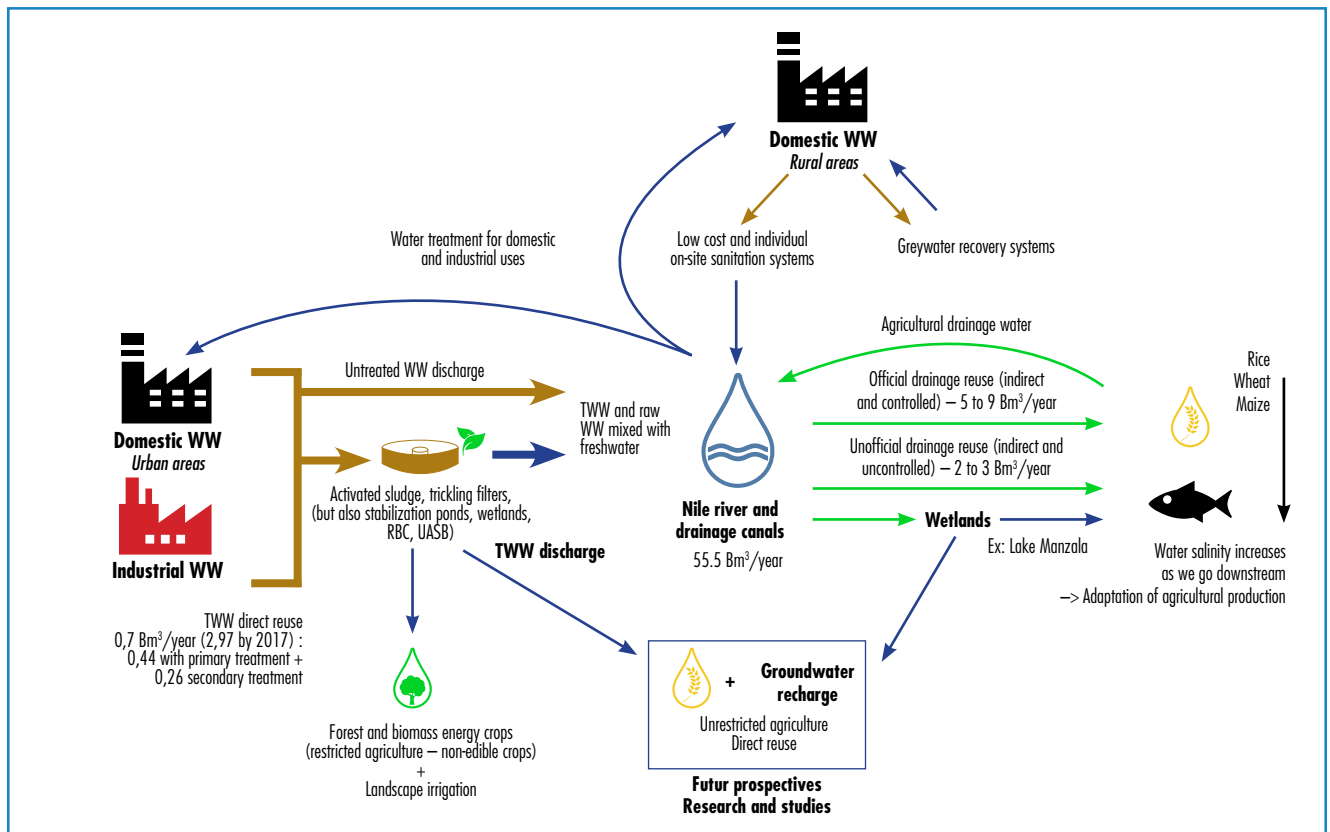 Domestic WW
Rural areas
Water treatment for domestic
and industrial uses
Low cost and individual
on-site sanitation systems
Greywater recovery systems
Agricultural drainage water
Untreated WW discharge
Official drainage reuse (indirect
and controlled) – 5 to 9 Bm³/year
Rice
Wheat
Maize
TWW and raw
WW mixed with
freshwater
Domestic WW
Urban areas
Unofficial drainage reuse (indirect and
uncontrolled) – 2 to 3 Bm³/year
Activated sludge, trickling filters,
(but also stabilization ponds, wetlands,
RBC, UASB)
Nile river and
drainage canals
55.5 Bm³/year
Wetlands
Ex: Lake Manzala
Industrial WW
TWW discharge
Water salinity increases
as we go downstream
–> Adaptation of agricultural production
TWW direct reuse
0,7 Bm³/year (2,97 by 2017) :
0,44 with primary treatment +
0,26 secondary treatment
+
Groundwater
recharge
Unrestricted agriculture
Direct reuse
Forest and biomass energy crops
(restricted agriculture – non-edible crops)
+
Landscape irrigation
Futur prospectives
Research and studies